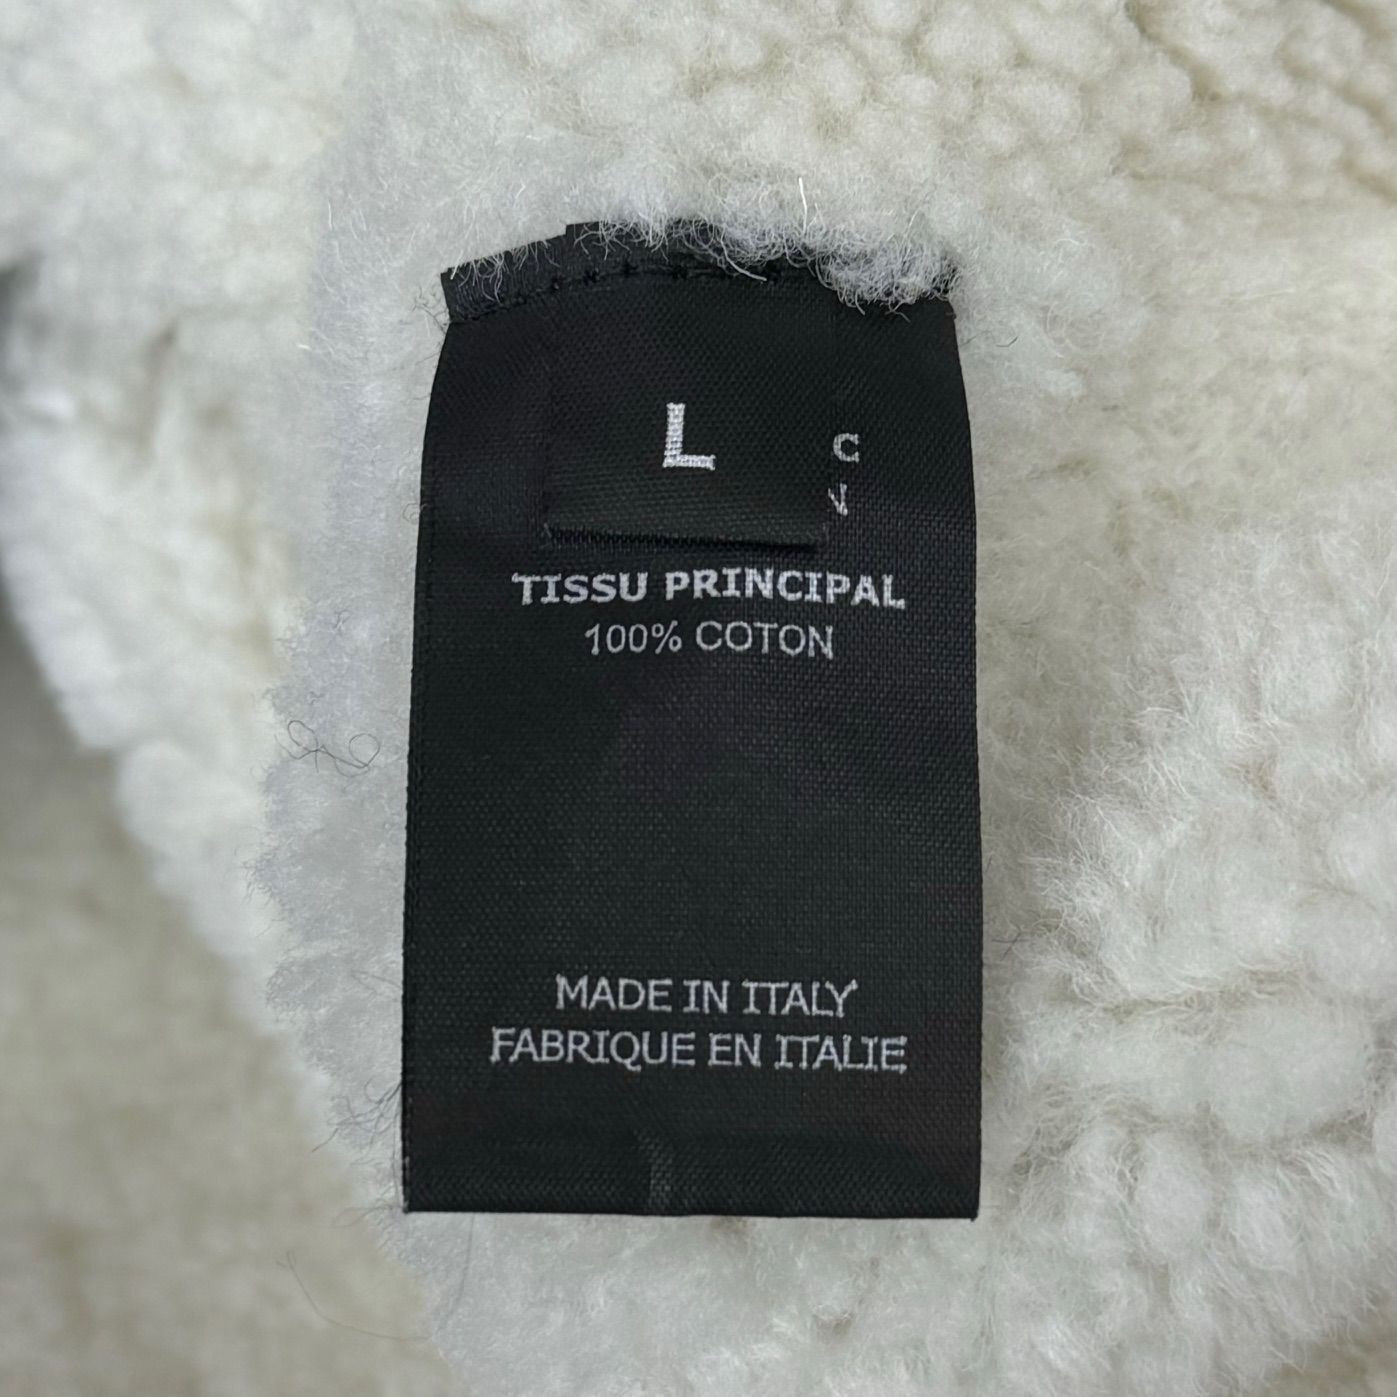 L
TISSU PRINCIPAL
100% COTON
MADE IN ITALY
FABRIQUE EN ITALIE